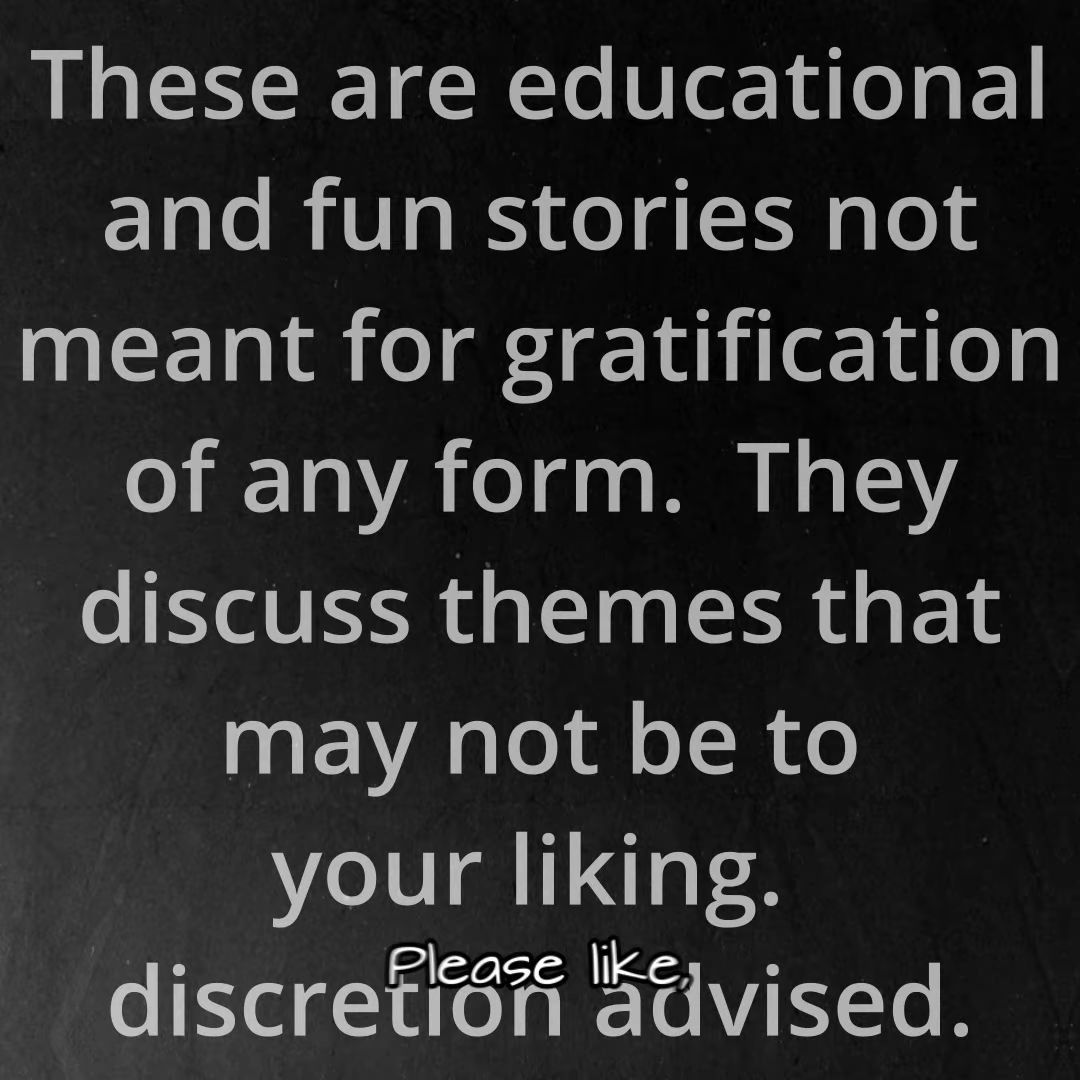 These are educational
and fun stories not
meant for gratification
of any form.  They
discuss themes that
may not be to
your liking.
Please like,
discretion advised.